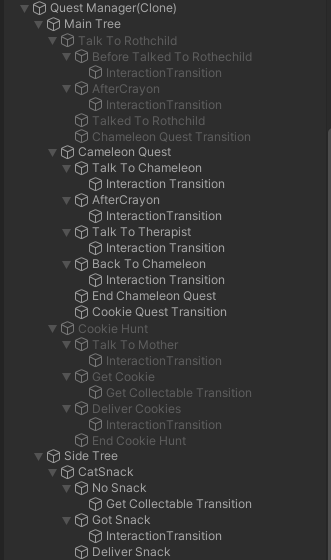 Quest Manager(Clone)
Main Tree
Talk To Rothchild
Before Talked To Rothechild
InteractionTransition
AfterCrayon
InteractionTransition
Talked To Rothchild
Chameleon Quest Transition
Cameleon Quest
Talk To Chameleon
Interaction Transition
AfterCrayon
InteractionTransition
Talk To Therapist
Interaction Transition
Back To Chameleon
Interaction Transition
End Chameleon Quest
Cookie Quest Transition
Cookie Hunt
Talk To Mother
InteractionTransition
Get Cookie
Get Collectable Transition
Deliver Cookies
InteractionTransition
End Cookie Hunt
Side Tree
CatSnack
No Snack
Get Collectable Transition
Got Snack
InteractionTransition
Deliver Snack